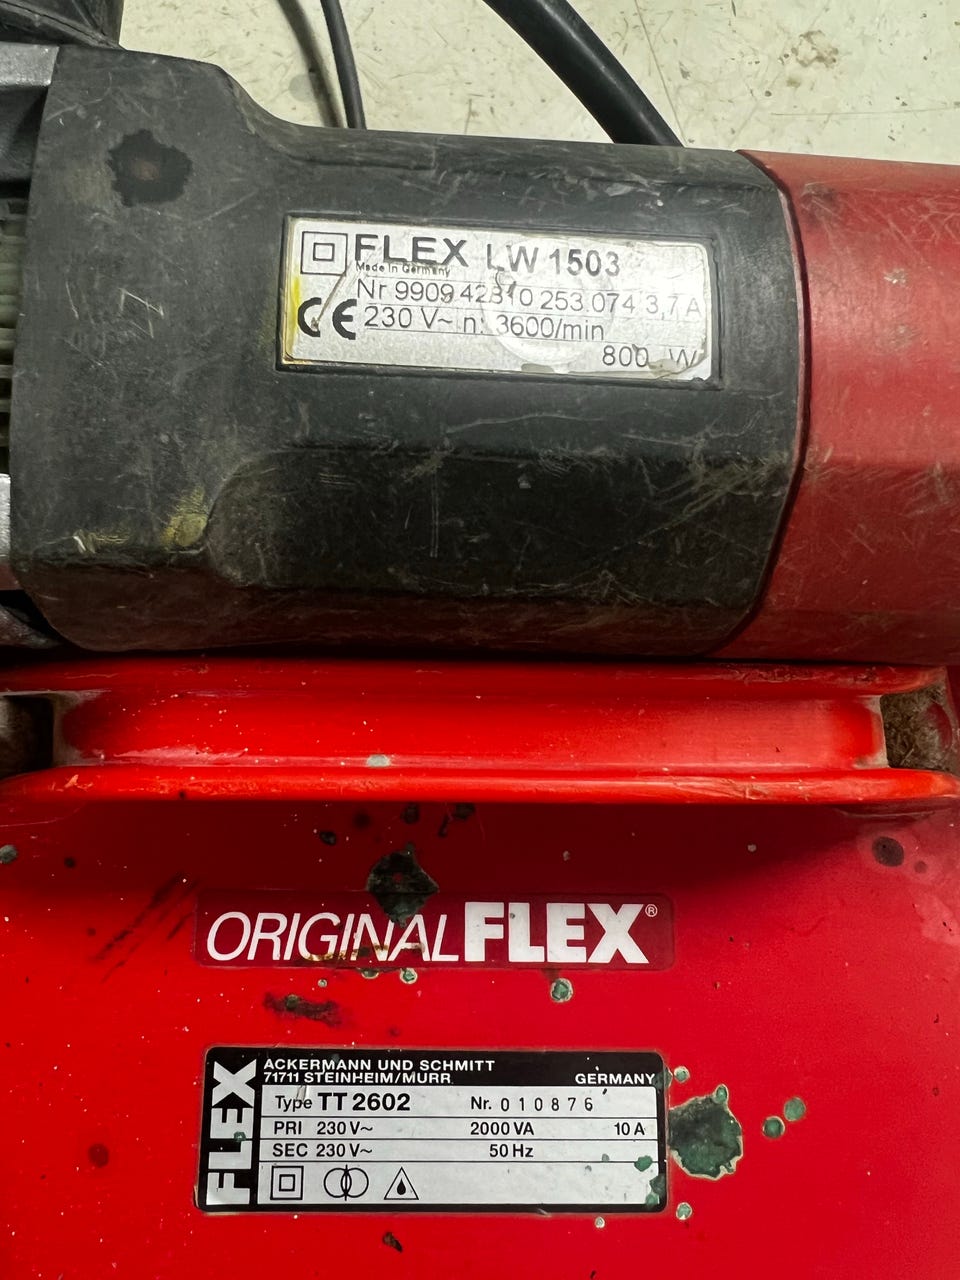 FLEX LW 1503
Made in Germany
Nr 9909 42810 253.074 3,7 A
CE 230 V~ n: 3600/min
800 W
ORIGINAL FLEX®
FLEX
ACKERMANN UND SCHMITT
71711 STEINHEIM/MURR GERMANY
Type TT 2602 Nr. 010876
PRI 230 V~ 2000 VA 10 A
SEC 230 V~ 50 Hz